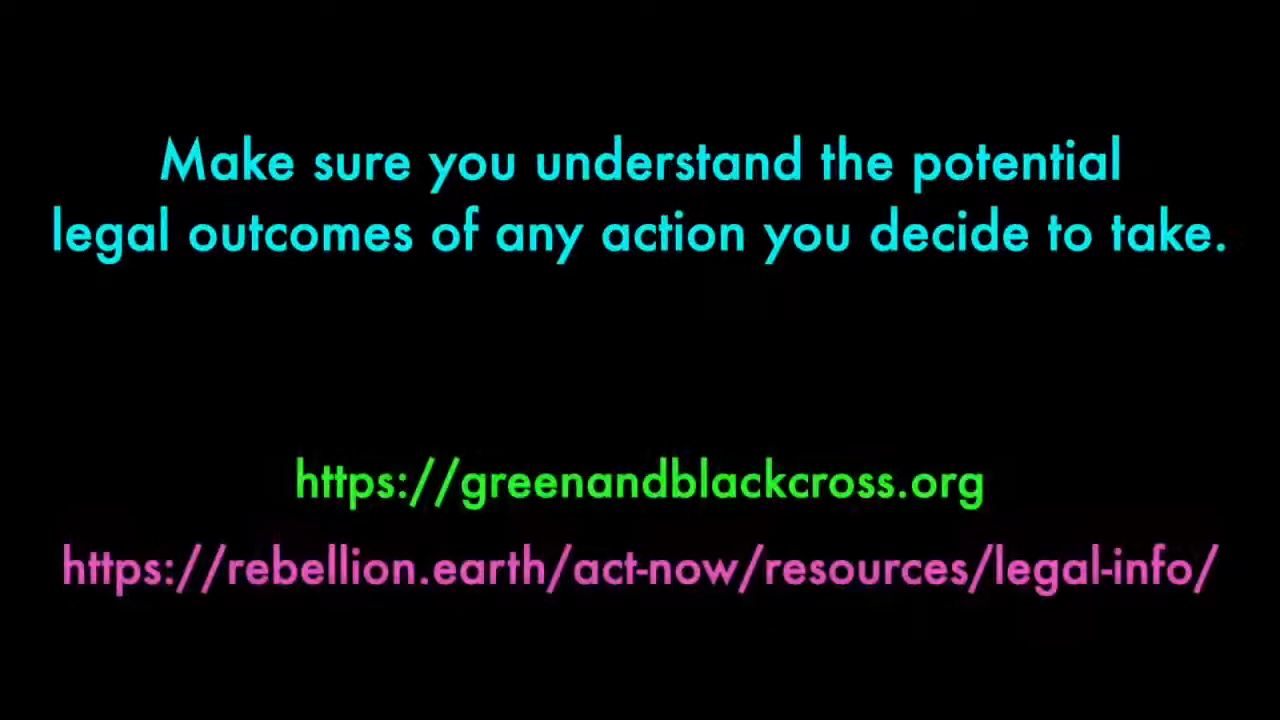 Make sure you understand the potential
legal outcomes of any action you decide to take.
https://greenandblackcross.org
https://rebellion.earth/act-now/resources/legal-info/